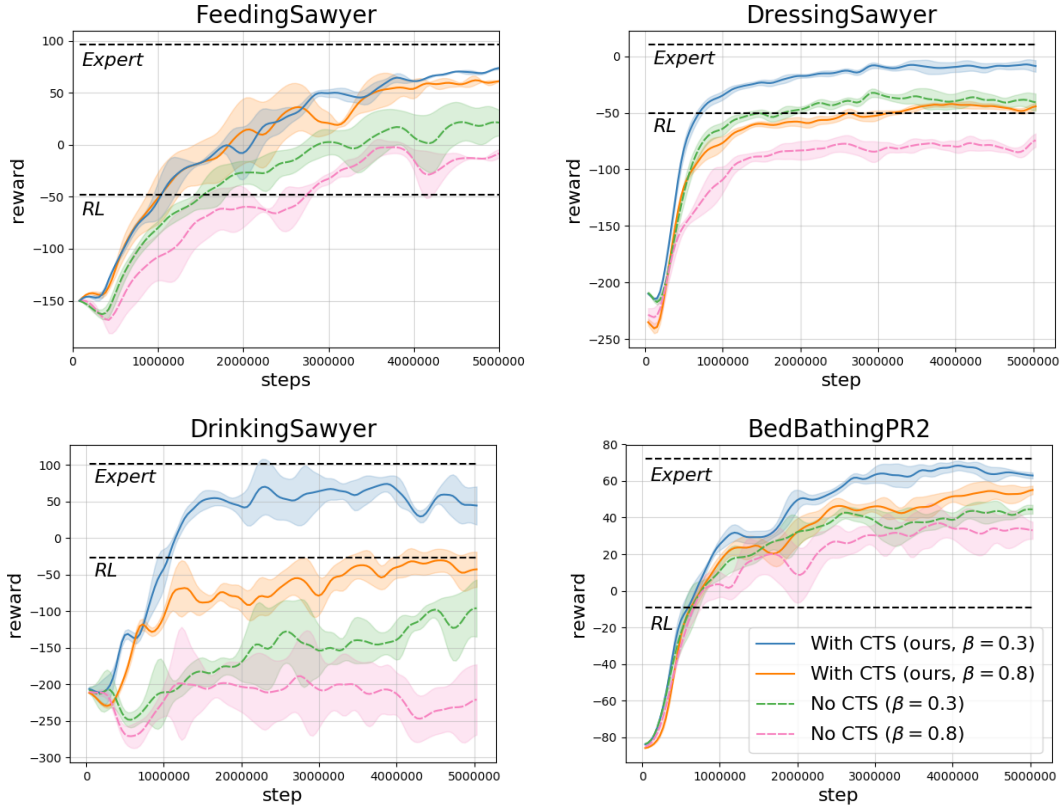 FeedingSawyer
100
50
0
−50
−100
−150
reward
Expert
RL
0
1000000
2000000
3000000
4000000
5000000
steps
DressingSawyer
0
−50
−100
−150
−200
−250
reward
Expert
RL
0
1000000
2000000
3000000
4000000
5000000
step
DrinkingSawyer
100
50
0
−50
−100
−150
−200
−250
−300
reward
Expert
RL
0
1000000
2000000
3000000
4000000
5000000
step
BedBathingPR2
80
60
40
20
0
−20
−40
−60
−80
reward
Expert
RL
With CTS (ours, β = 0.3)
With CTS (ours, β = 0.8)
No CTS (β = 0.3)
No CTS (β = 0.8)
0
1000000
2000000
3000000
4000000
5000000
step